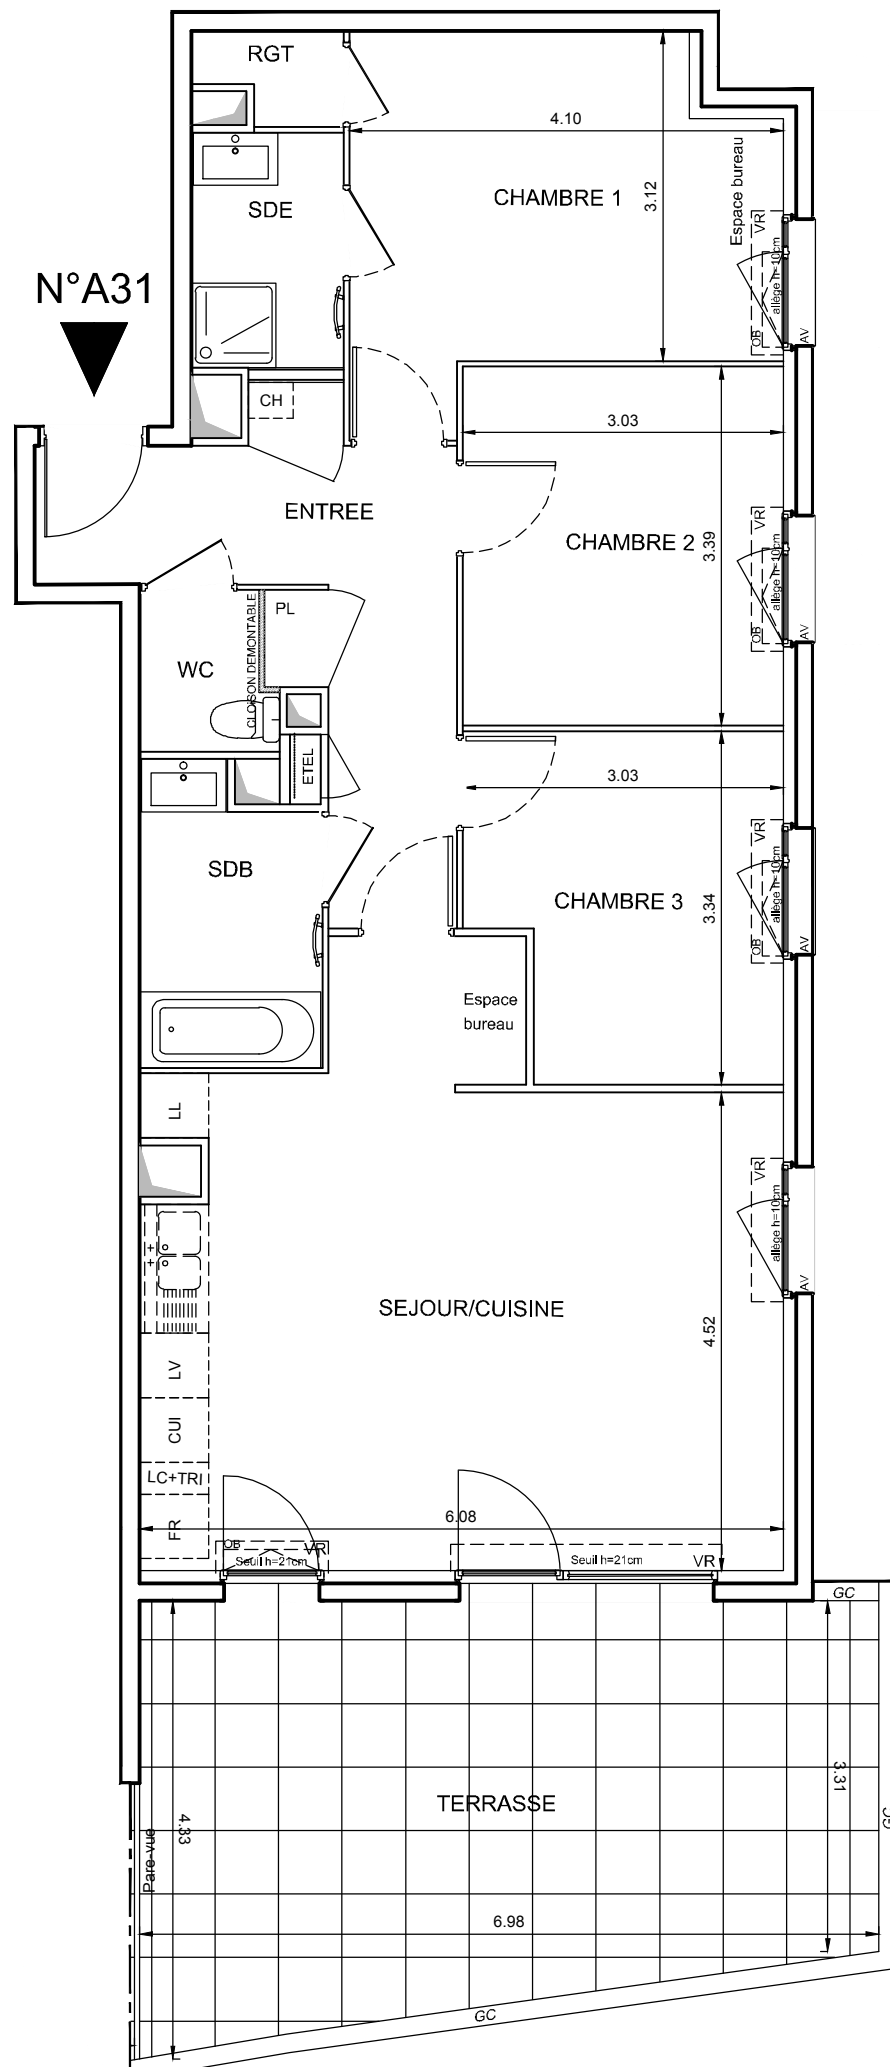 RGT
4.10
3.12
CHAMBRE 1
Espace bureau
SDE
VR
allège h=10cm
OB
AV
N°A31
CH
3.03
ENTREE
CHAMBRE 2
3.39
VR
allège h=10cm
OB
AV
PL
CLOISON DEMONTABLE
WC
ETEL
3.03
SDB
CHAMBRE 3
3.34
VR
allège h=10cm
OB
AV
Espace
bureau
LL
VR
allège h=10cm
AV
SEJOUR/CUISINE
4.52
LV
CUI
LC+TRI
FR
6.08
OB
VR
Seuil h=21cm
Seuil h=21cm
VR
GC
3.31
TERRASSE
GC
4.33
Pare-vue
6.98
GC